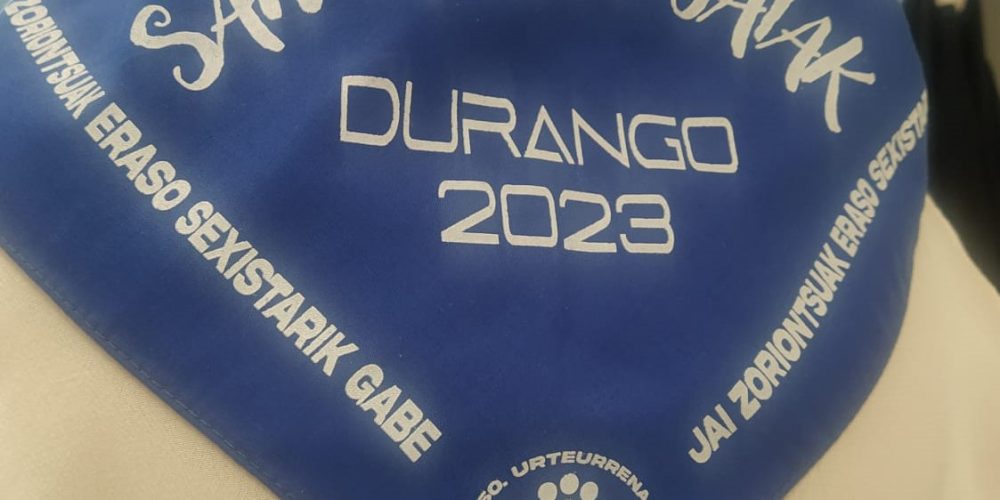 DURANGO
2023
ZORIONTSUAK ERASO SEXISTARIK GABE
JAI ZORIONTSUAK ERASO
URTEURRENA